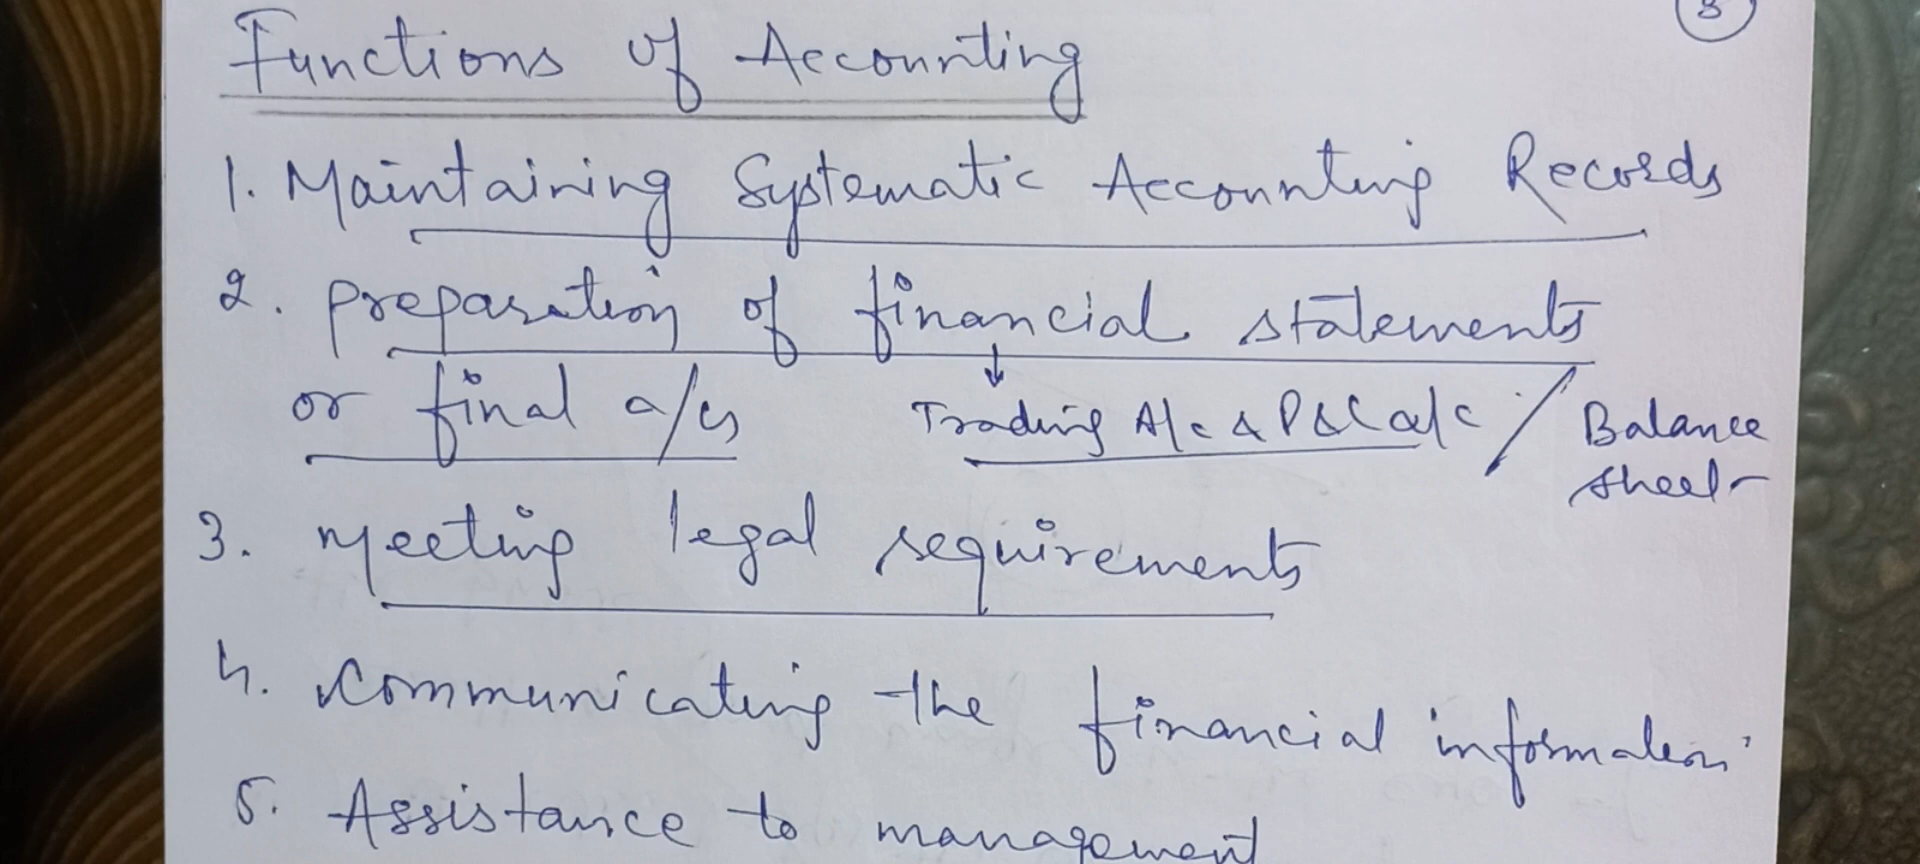 Functions of Accounting
1. Maintaining Systematic Accounting Records
2. Preparation of financial statements
or final a/cs Trading A/c & P&L a/c / Balance
sheet
3. Meeting legal requirements
4. Communicating the financial information
5. Assistance to management